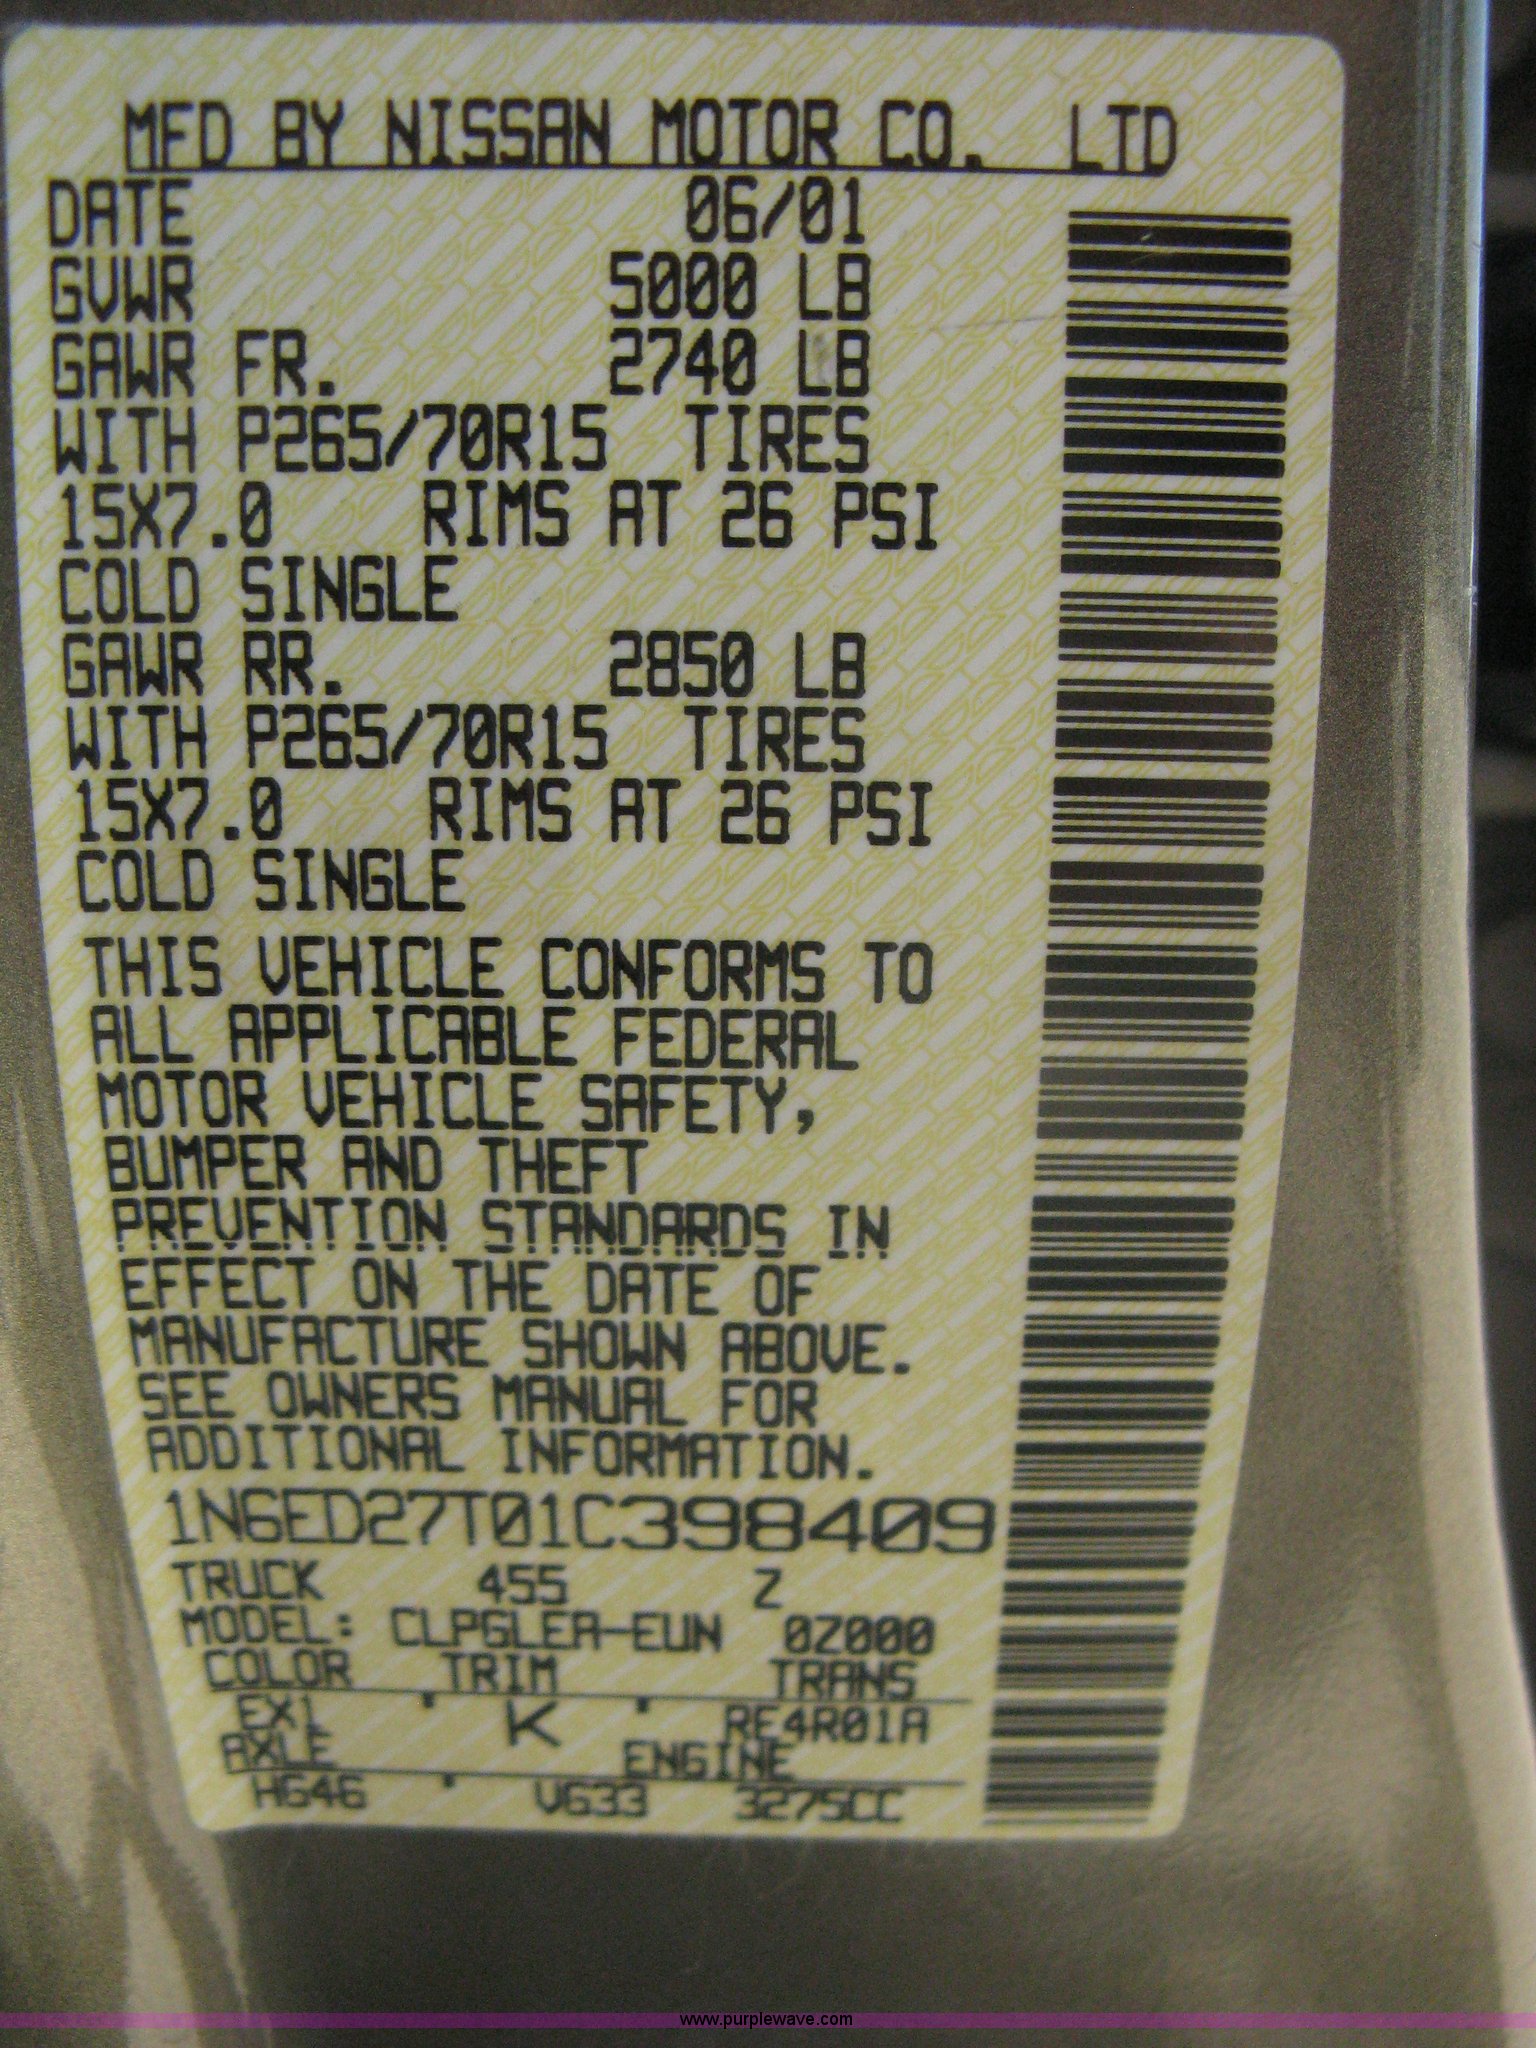 MFD BY NISSAN MOTOR CO. LTD
DATE 06/01
GVWR 5000 LB
GAWR FR. 2740 LB
WITH P265/70R15 TIRES
15X7.0 RIMS AT 26 PSI
COLD SINGLE
GAWR RR. 2850 LB
WITH P265/70R15 TIRES
15X7.0 RIMS AT 26 PSI
COLD SINGLE
THIS VEHICLE CONFORMS TO
ALL APPLICABLE FEDERAL
MOTOR VEHICLE SAFETY,
BUMPER AND THEFT
PREVENTION STANDARDS IN
EFFECT ON THE DATE OF
MANUFACTURE SHOWN ABOVE.
SEE OWNERS MANUAL FOR
ADDITIONAL INFORMATION.
1N6ED27T01C398409
TRUCK 455 Z
MODEL: CLPGLEA-EUN 0Z000
COLOR TRIM TRANS
EX1 K RE4R01A
AXLE ENGINE
HG46 VG33 3275CC
www.purplewave.com